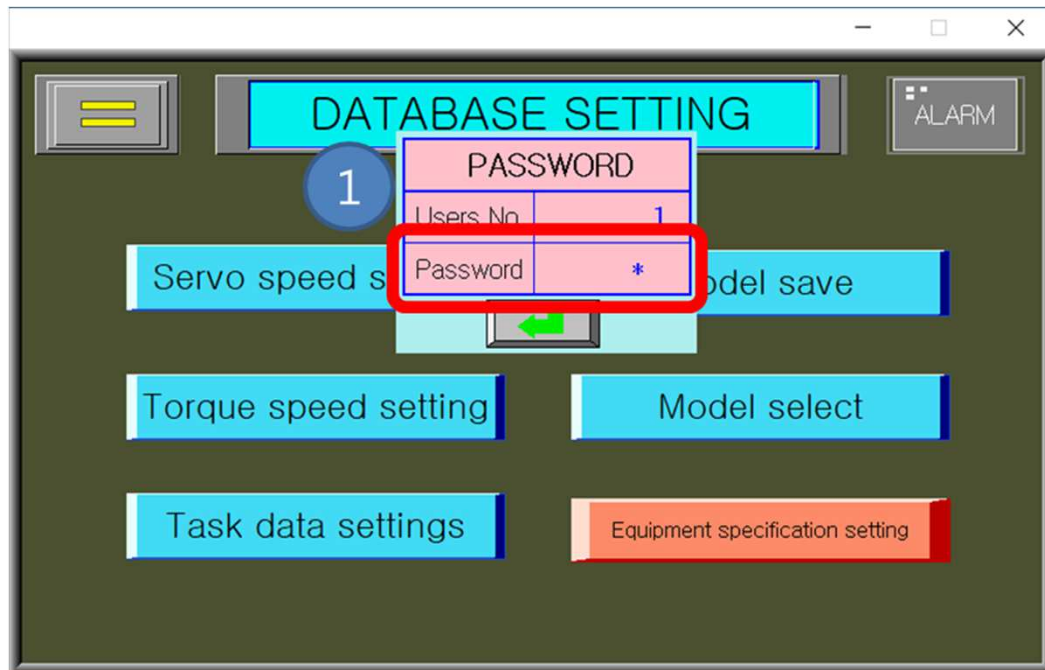 DATABASE SETTING
ALARM
1
PASSWORD
Users No 1
Password *
Servo speed s
odel save
Torque speed setting
Model select
Task data settings
Equipment specification setting